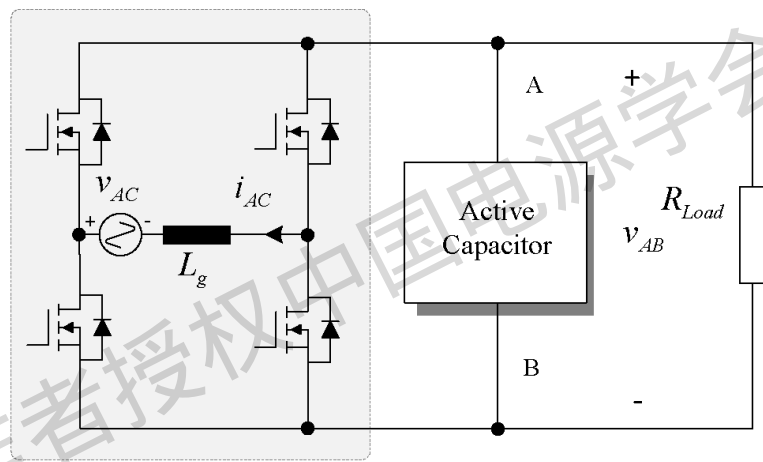 A
+
v_AC
i_AC
+
-
L_g
Active
Capacitor
R_Load
v_AB
B
-
者授权中国电源学会